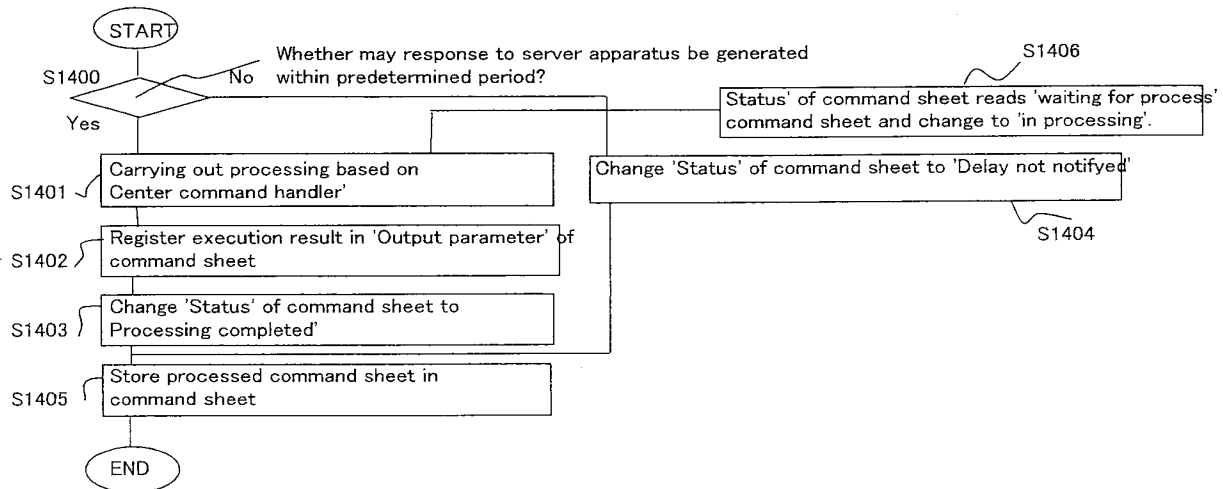 START
Whether may response to server apparatus be generated
within predetermined period?
S1400
No
Yes
S1406
Status' of command sheet reads 'waiting for process'
command sheet and change to 'in processing'.
Carrying out processing based on
Center command handler'
S1401
Change 'Status' of command sheet to 'Delay not notifyed'
S1404
Register execution result in 'Output parameter' of
command sheet
S1402
Change 'Status' of command sheet to
Processing completed'
S1403
Store processed command sheet in
command sheet
S1405
END